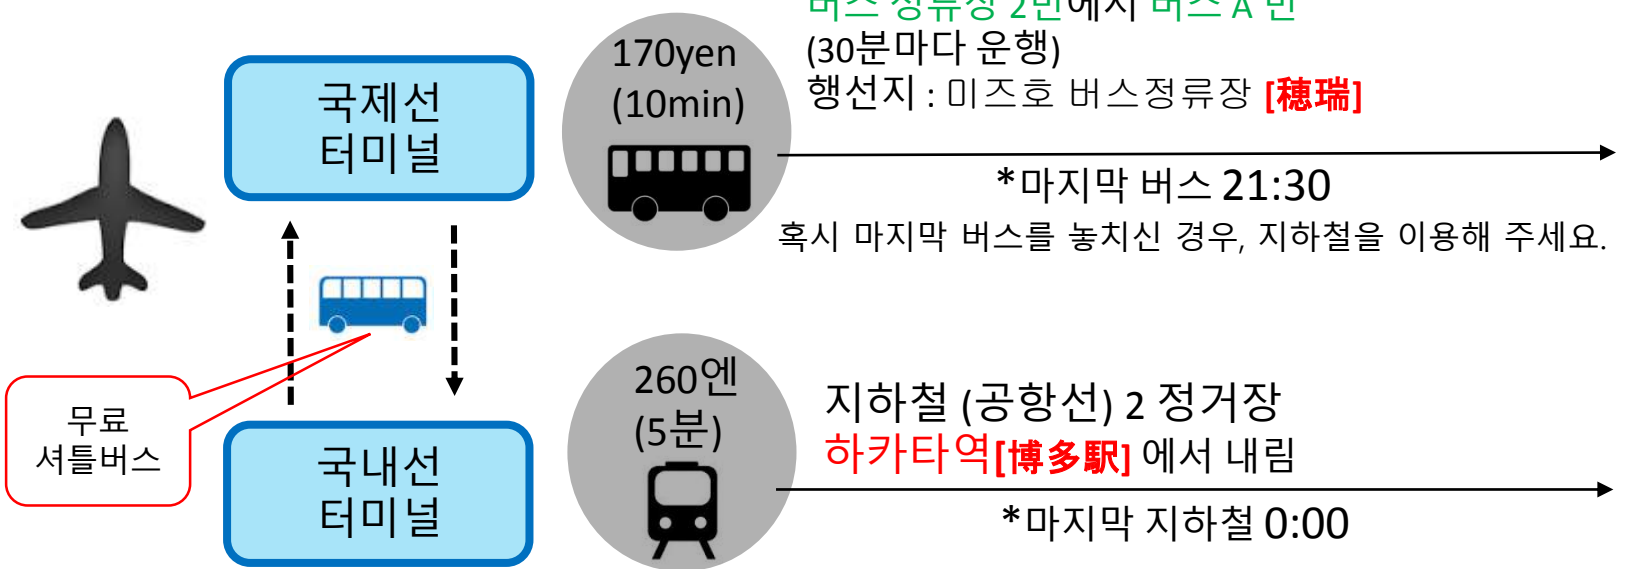 버스 정류장 2번에서 버스 A 번
(30분마다 운행)
행선지 : 미즈호 버스정류장 [穂瑞]
170yen
(10min)
국제선
터미널
*마지막 버스 21:30
혹시 마지막 버스를 놓치신 경우, 지하철을 이용해 주세요.
무료
셔틀버스
국내선
터미널
260엔
(5분)
지하철 (공항선) 2 정거장
하카타역[博多駅] 에서 내림
*마지막 지하철 0:00